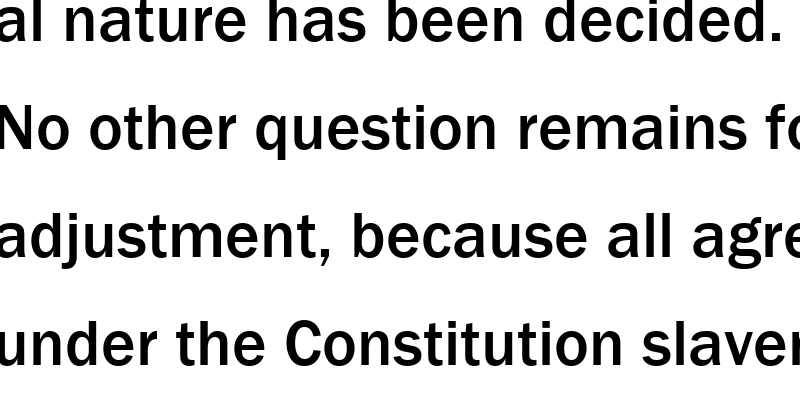 al nature has been decided.
No other question remains fo
adjustment, because all agre
under the Constitution slaver